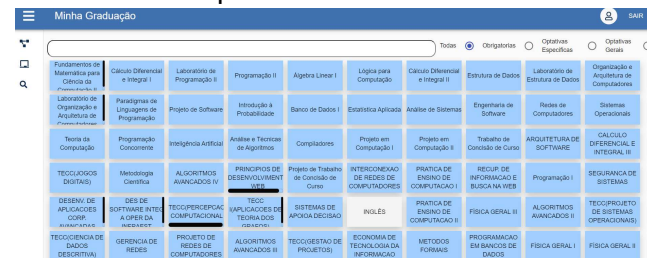 Minha Graduação
SAIR
Todas
Obrigatorias
Optativas
Especificas
Optativas
Gerais
Fundamentos de
Matemática para
Ciência da
Computação II
Cálculo Diferencial
e Integral I
Laboratório de
Programação II
Programação II
Álgebra Linear I
Lógica para
Computação
Cálculo Diferencial
e Integral II
Estrutura de Dados
Laboratório de
Estrutura de Dados
Organização e
Arquitetura de
Computadores
Laboratório de
Organização e
Arquitetura de
Computadores
Paradigmas de
Linguagens de
Programação
Projeto de Software
Introdução à
Probabilidade
Banco de Dados I
Estatística Aplicada
Análise de Sistemas I
Engenharia de
Software
Redes de
Computadores
Sistemas
Operacionais
Teoria da
Computação
Programação
Concorrente
Inteligência Artificial
Análise e Técnicas
de Algoritmos
Compiladores
Projeto em
Computação I
Projeto em
Computação II
Trabalho de
Conclusão de Curso
ARQUITETURA DE
SOFTWARE
CALCULO
DIFERENCIAL E
INTEGRAL III
TECC(JOGOS
DIGITAIS)
Metodologia
Científica
ALGORITMOS
AVANCADOS IV
PRINCIPIOS DE
DESENVOLVIMENT
WEB
Projeto de Trabalho
de Conclusão de
Curso
INTERCONEXAO
DE REDES DE
COMPUTADORES
PRATICA DE
ENSINO DE
COMPUTACAO I
RECUP. DE
INFORMACAO E
BUSCA NA WEB
Programação I
SEGURANCA DE
SISTEMAS
DESENV. DE
APLICACOES
CORP.
AVANCADAS
DES DE
SOFTWARE INTEG
A OPER DA
INFRAEST
TECC(PERCEPCAO
COMPUTACIONAL
TECC
I(APLICACOES DE
TEORIA DOS
GRAFOS)
SISTEMAS DE
APOIOA DECISAO
INGLÊS
PRATICA DE
ENSINO DE
COMPUTACAO II
FÍSICA GERAL III
ALGORITMOS
AVANCADOS II
TECC(PROJETO
DE SISTEMAS
OPERACIONAIS)
TECC(CIENCIA DE
DADOS
DESCRITIVA)
GERENCIA DE
REDES
PROJETO DE
REDES DE
COMPUTADORES
ALGORITMOS
AVANCADOS III
TECC(GESTAO DE
PROJETOS)
ECONOMIA DE
TECNOLOGIA DA
INFORMACAO
METODOS
FORMAIS
PROGRAMACAO
EM BANCOS DE
DADOS
FÍSICA GERAL I
FÍSICA GERAL II